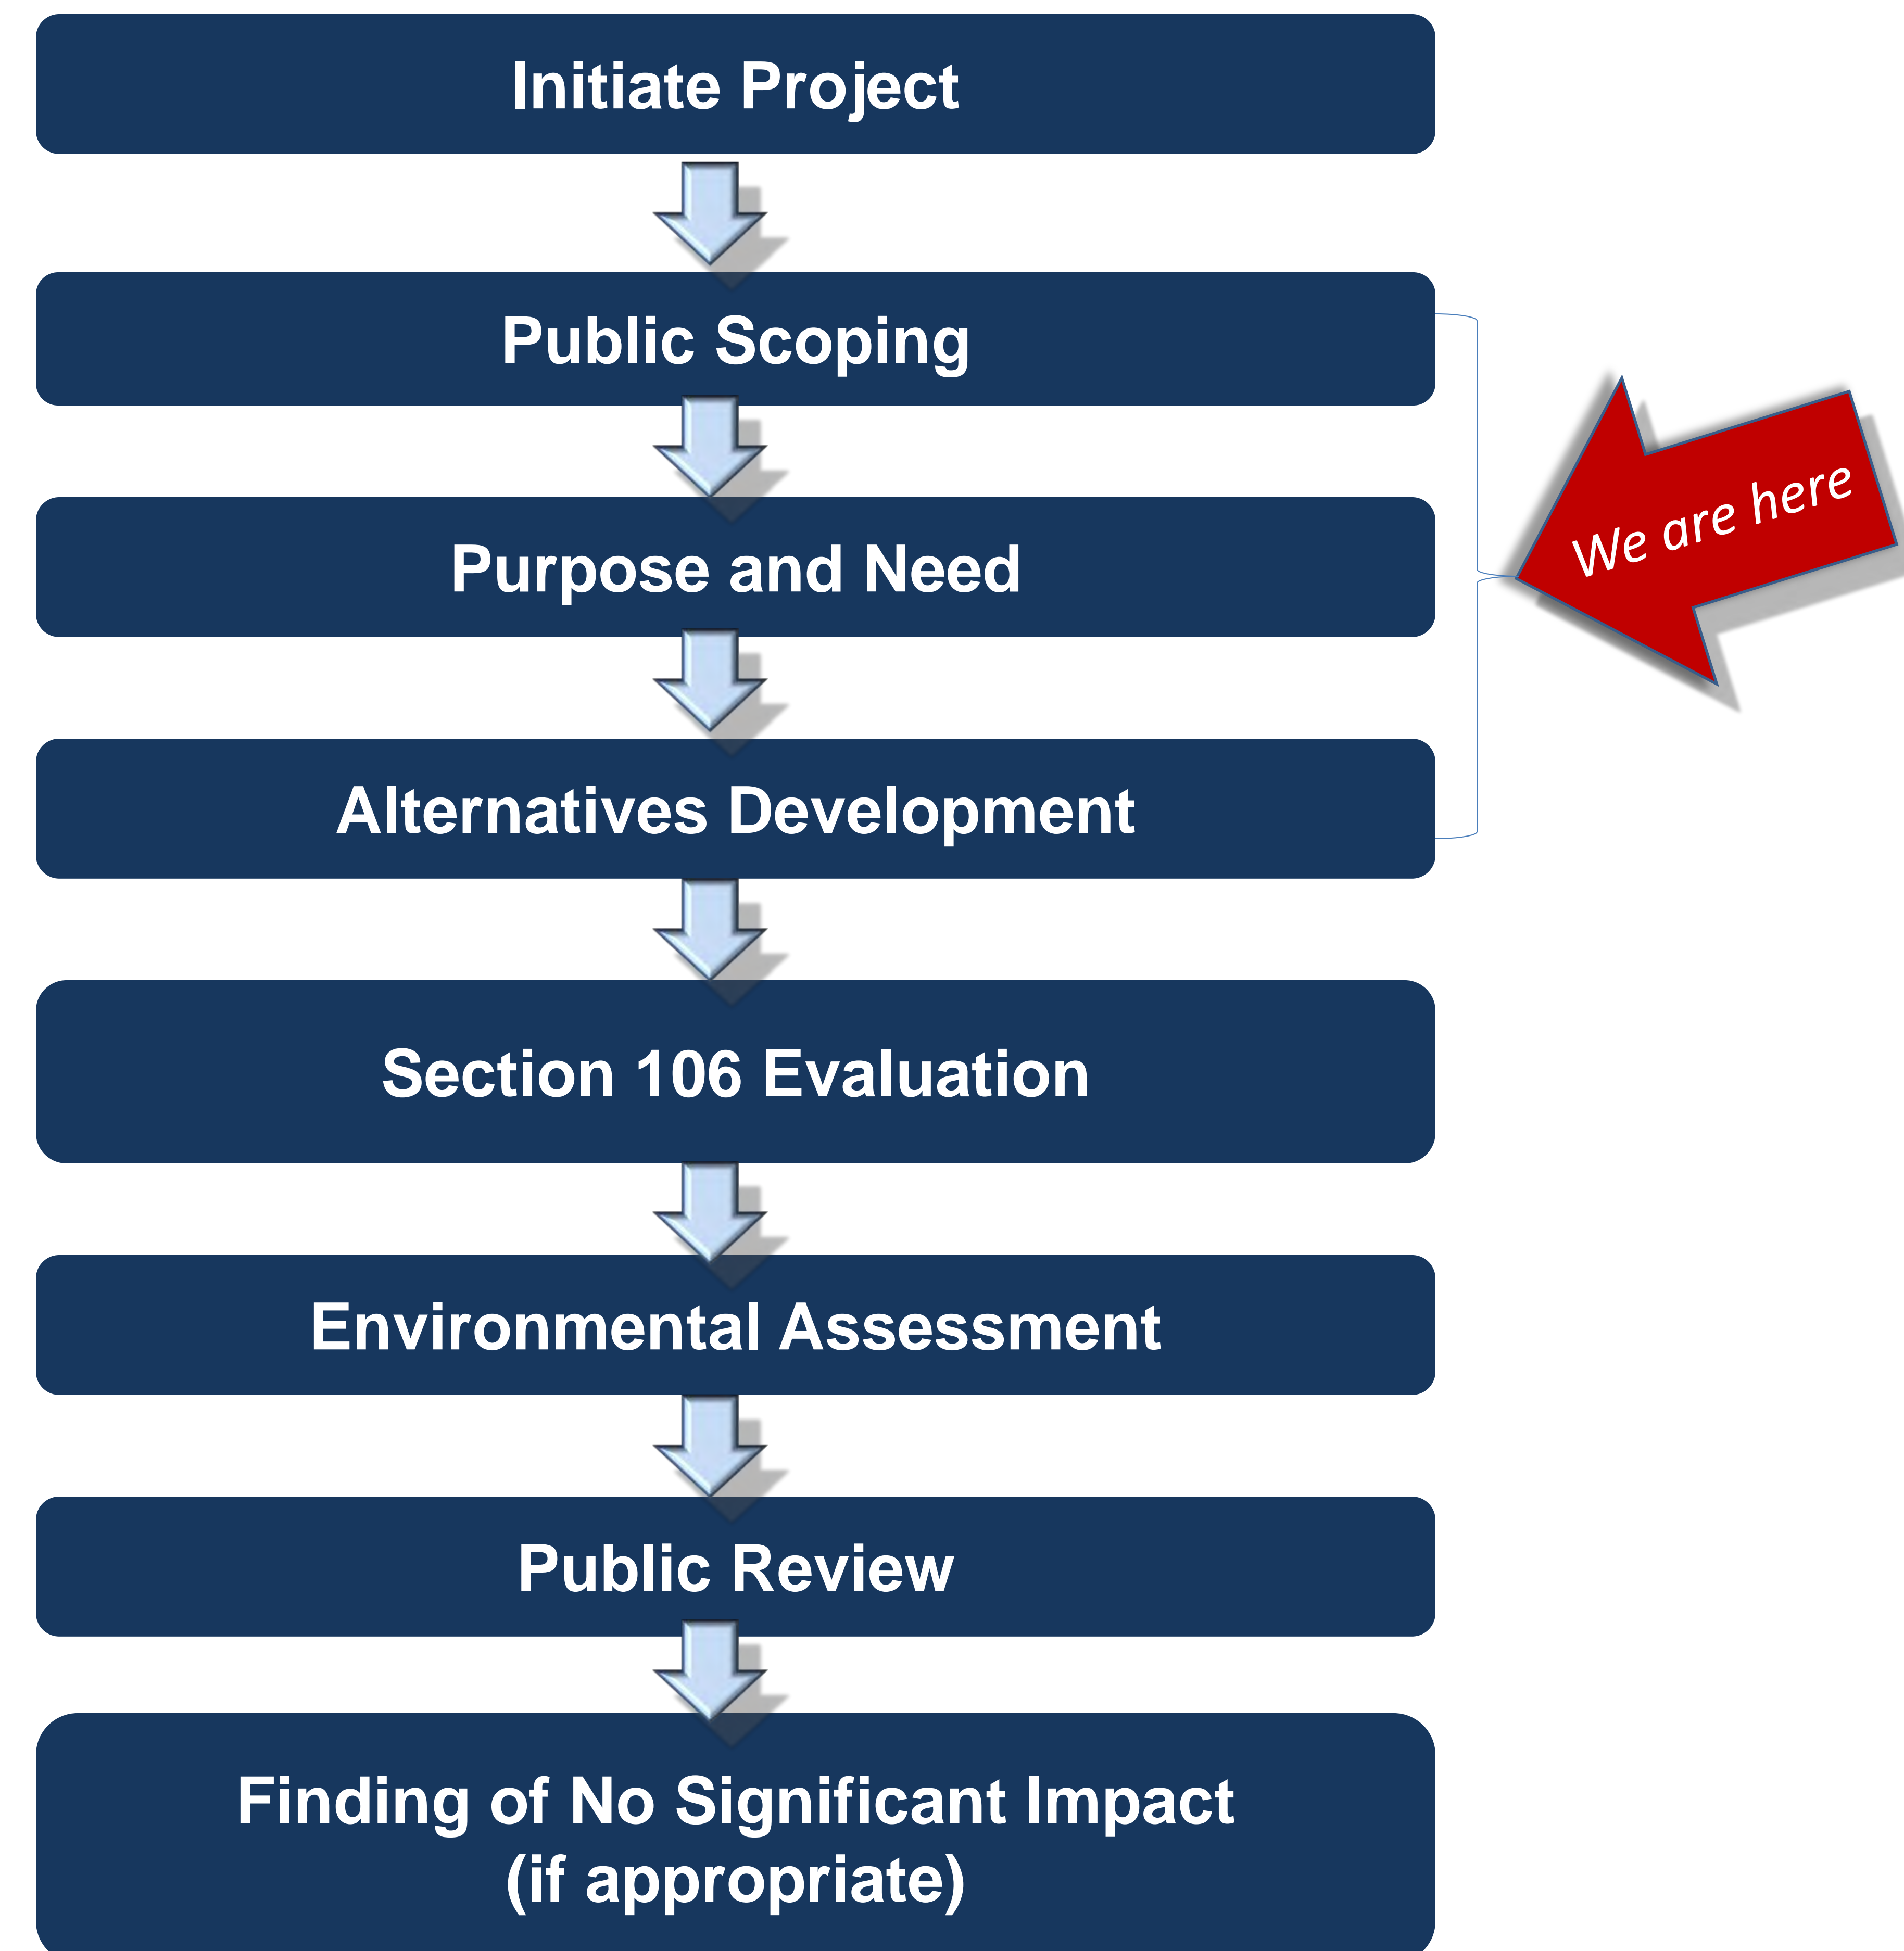 Initiate Project
Public Scoping
We are here
Purpose and Need
Alternatives Development
Section 106 Evaluation
Environmental Assessment
Public Review
Finding of No Significant Impact
(if appropriate)